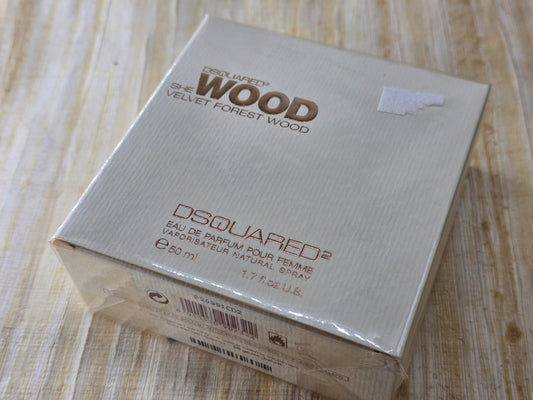 DSQUARED²
SHE WOOD
VELVET FOREST WOOD
DSQUARED²
EAU DE PARFUM POUR FEMME
VAPORISATEUR NATURAL SPRAY
e 50 ml 1.7 fl.oz U.S.